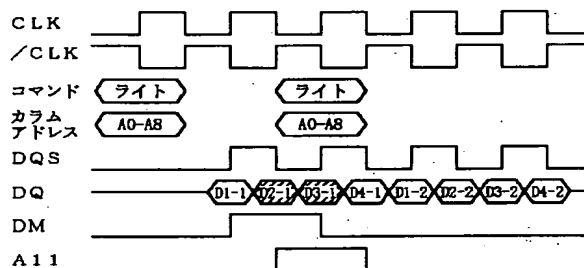 CLK
/CLK
コマンド ライト ライト
カラム
アドレス A0-A8 A0-A8
DQS
DQ D1-1 D2-1 D3-1 D4-1 D1-2 D2-2 D3-2 D4-2
DM
A11